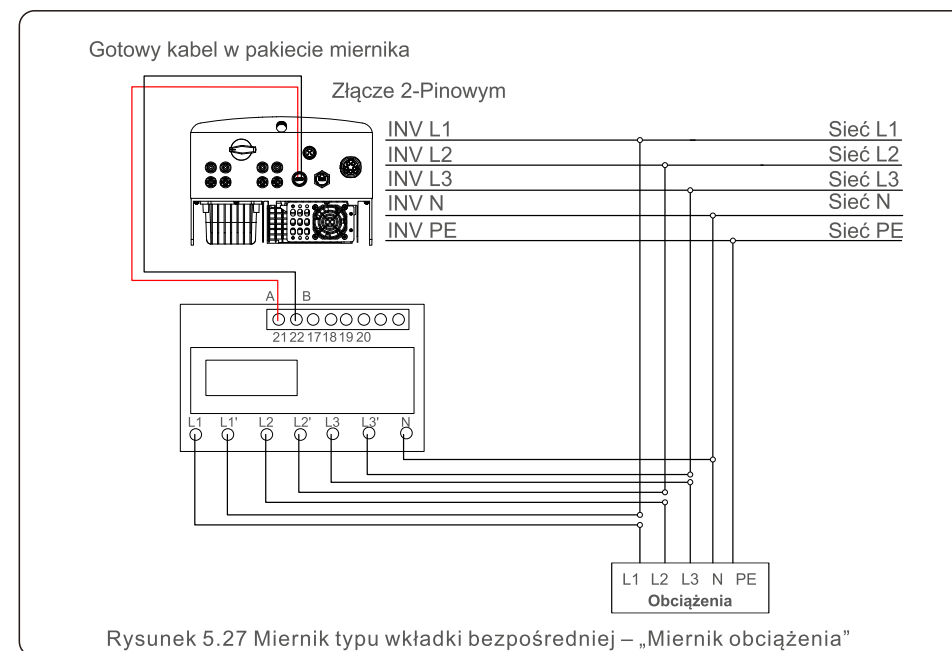 Gotowy kabel w pakiecie miernika
Złącze 2-Pinowym
INV L1 Sieć L1
INV L2 Sieć L2
INV L3 Sieć L3
INV N Sieć N
INV PE Sieć PE
A B
21 22 17 18 19 20
L1 L1' L2 L2' L3 L3' N
L1 L2 L3 N PE
Obciążenia
Rysunek 5.27 Miernik typu wkładki bezpośredniej – „Miernik obciążenia”